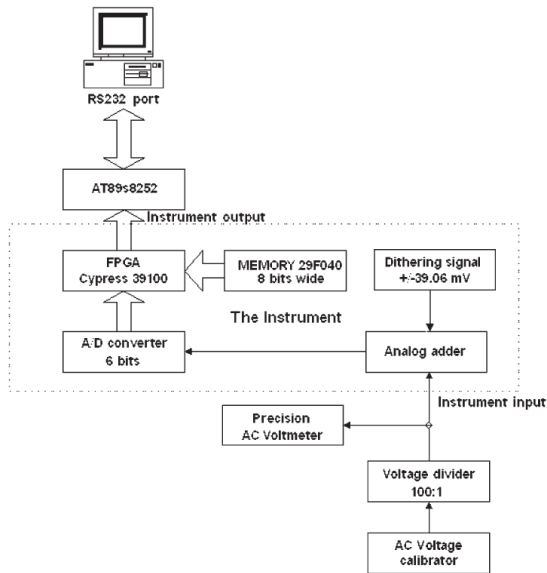 RS232 port
AT89s8252
Instrument output
FPGA
Cypress 39100
MEMORY 29F040
8 bits wide
Dithering signal
+/-39.06 mV
The Instrument
A/D converter
6 bits
Analog adder
Instrument input
Precision
AC Voltmeter
Voltage divider
100:1
AC Voltage
calibrator